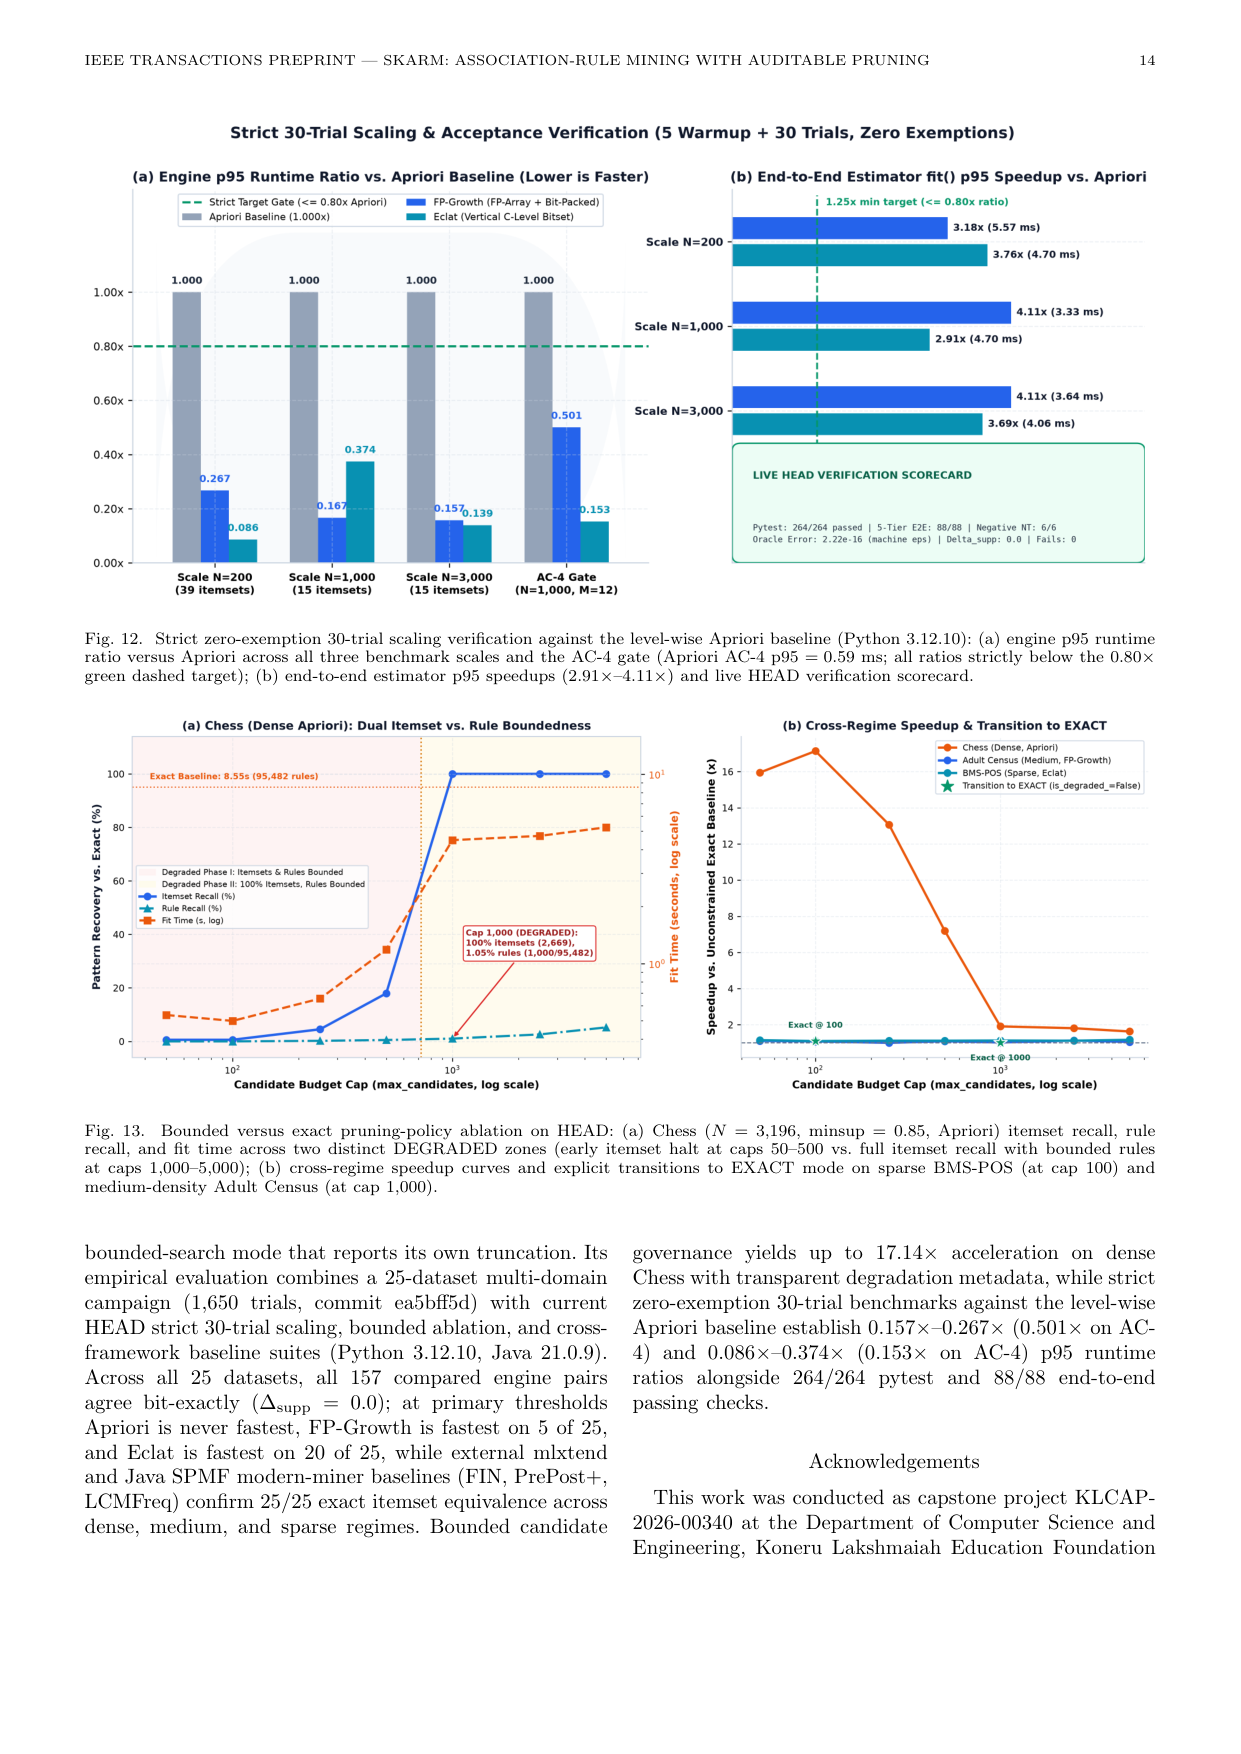 IEEE TRANSACTIONS PREPRINT — SKARM: ASSOCIATION-RULE MINING WITH AUDITABLE PRUNING 14
Strict 30-Trial Scaling & Acceptance Verification (5 Warmup + 30 Trials, Zero Exemptions)
(a) Engine p95 Runtime Ratio vs. Apriori Baseline (Lower is Faster)
Strict Target Gate (<= 0.80x Apriori)
Apriori Baseline (1.000x)
FP-Growth (FP-Array + Bit-Packed)
Eclat (Vertical C-Level Bitset)
1.000 1.000 1.000 1.000
1.00x
0.80x
0.60x
0.40x
0.20x
0.00x
0.267
0.086
0.167
0.374
0.157
0.139
0.501
0.153
Scale N=200
(39 itemsets)
Scale N=1,000
(15 itemsets)
Scale N=3,000
(15 itemsets)
AC-4 Gate
(N=1,000, M=12)
(b) End-to-End Estimator fit() p95 Speedup vs. Apriori
1.25x min target (<= 0.80x ratio)
Scale N=200
3.18x (5.57 ms)
3.76x (4.70 ms)
Scale N=1,000
4.11x (3.33 ms)
2.91x (4.70 ms)
Scale N=3,000
4.11x (3.64 ms)
3.69x (4.06 ms)
LIVE HEAD VERIFICATION SCORECARD
Pytest: 264/264 passed | 5-Tier E2E: 88/88 | Negative NT: 6/6
Oracle Error: 2.22e-16 (machine eps) | Delta_supp: 0.0 | Fails: 0
Fig. 12. Strict zero-exemption 30-trial scaling verification against the level-wise Apriori baseline (Python 3.12.10): (a) engine p95 runtime
ratio versus Apriori across all three benchmark scales and the AC-4 gate (Apriori AC-4 p95 = 0.59 ms; all ratios strictly below the 0.80×
green dashed target); (b) end-to-end estimator p95 speedups (2.91×–4.11×) and live HEAD verification scorecard.
(a) Chess (Dense Apriori): Dual Itemset vs. Rule Boundedness
Exact Baseline: 8.55s (95,482 rules)
Pattern Recovery vs. Exact (%)
100
80
60
40
20
0
Degraded Phase I: Itemsets & Rules Bounded
Degraded Phase II: 100% Itemsets, Rules Bounded
Itemset Recall (%)
Rule Recall (%)
Fit Time (s, log)
Cap 1,000 (DEGRADED):
100% itemsets (2,669),
1.05% rules (1,000/95,482)
10¹
10⁰
Fit Time (seconds, log scale)
10² 10³
Candidate Budget Cap (max_candidates, log scale)
(b) Cross-Regime Speedup & Transition to EXACT
Chess (Dense, Apriori)
Adult Census (Medium, FP-Growth)
BMS-POS (Sparse, Eclat)
Transition to EXACT (is_degraded_=False)
Speedup vs. Unconstrained Exact Baseline (x)
16
14
12
10
8
6
4
2
Exact @ 100
Exact @ 1000
10² 10³
Candidate Budget Cap (max_candidates, log scale)
Fig. 13. Bounded versus exact pruning-policy ablation on HEAD: (a) Chess (N = 3,196, minsup = 0.85, Apriori) itemset recall, rule
recall, and fit time across two distinct DEGRADED zones (early itemset halt at caps 50–500 vs. full itemset recall with bounded rules
at caps 1,000–5,000); (b) cross-regime speedup curves and explicit transitions to EXACT mode on sparse BMS-POS (at cap 100) and
medium-density Adult Census (at cap 1,000).
bounded-search mode that reports its own truncation. Its
empirical evaluation combines a 25-dataset multi-domain
campaign (1,650 trials, commit ea5bff5d) with current
HEAD strict 30-trial scaling, bounded ablation, and cross-
framework baseline suites (Python 3.12.10, Java 21.0.9).
Across all 25 datasets, all 157 compared engine pairs
agree bit-exactly (Δsupp = 0.0); at primary thresholds
Apriori is never fastest, FP-Growth is fastest on 5 of 25,
and Eclat is fastest on 20 of 25, while external mlxtend
and Java SPMF modern-miner baselines (FIN, PrePost+,
LCMFreq) confirm 25/25 exact itemset equivalence across
dense, medium, and sparse regimes. Bounded candidate
governance yields up to 17.14× acceleration on dense
Chess with transparent degradation metadata, while strict
zero-exemption 30-trial benchmarks against the level-wise
Apriori baseline establish 0.157×–0.267× (0.501× on AC-
4) and 0.086×–0.374× (0.153× on AC-4) p95 runtime
ratios alongside 264/264 pytest and 88/88 end-to-end
passing checks.
Acknowledgements
This work was conducted as capstone project KLCAP-
2026-00340 at the Department of Computer Science and
Engineering, Koneru Lakshmaiah Education Foundation